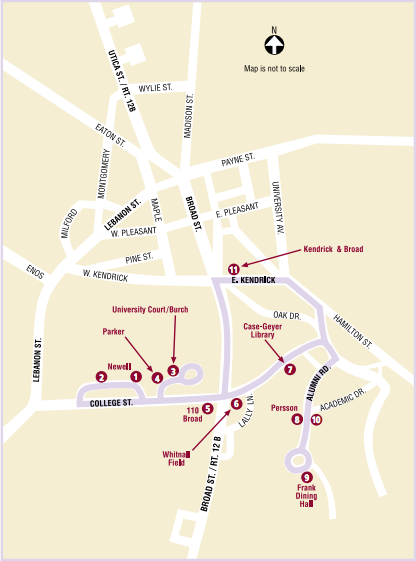 N
Map is not to scale
UTICA ST. / RT. 12B
WYLIE ST.
MADISON ST.
EATON ST.
MONTGOMERY
PAYNE ST.
MILFORD
LEBANON ST.
MAPLE
BROAD ST.
E. PLEASANT
UNIVERSITY AV.
W. PLEASANT
PINE ST.
ENOS
W. KENDRICK
11
Kendrick & Broad
E. KENDRICK
University Court/Burch
Parker
OAK DR.
HAMILTON ST.
Case-Geyer
Library
LEBANON ST.
Newell
2
1
4
3
7
ALUMNI RD.
ACADEMIC DR.
COLLEGE ST.
110
Broad
5
6
LALLY LN.
Persson
8
10
Whitnall
Field
BROAD ST. / RT. 12 B
9
Frank
Dining
Hall